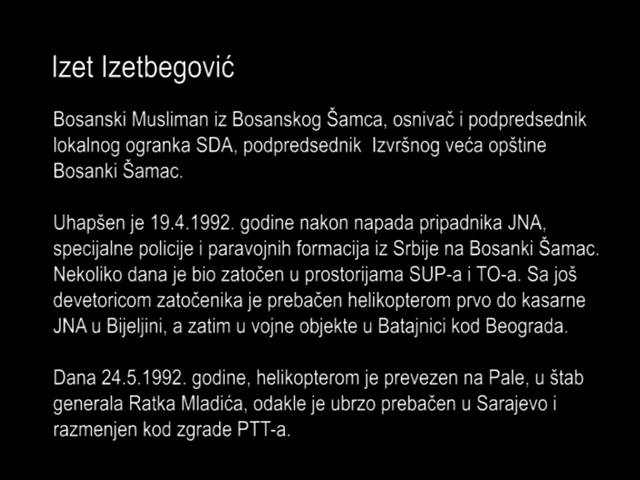 Izet Izetbegović
Bosanski Musliman iz Bosanskog Šamca, osnivač i podpredsednik
lokalnog ogranka SDA, podpredsednik Izvršnog veća opštine
Bosanki Šamac.
Uhapšen je 19.4.1992. godine nakon napada pripadnika JNA,
specijalne policije i paravojnih formacija iz Srbije na Bosanki Šamac.
Nekoliko dana je bio zatočen u prostorijama SUP-a i TO-a. Sa još
devetoricom zatočenika je prebačen helikopterom prvo do kasarne
JNA u Bijeljini, a zatim u vojne objekte u Batajnici kod Beograda.
Dana 24.5.1992. godine, helikopterom je prevezen na Pale, u štab
generala Ratka Mladića, odakle je ubrzo prebačen u Sarajevo i
razmenjen kod zgrade PTT-a.